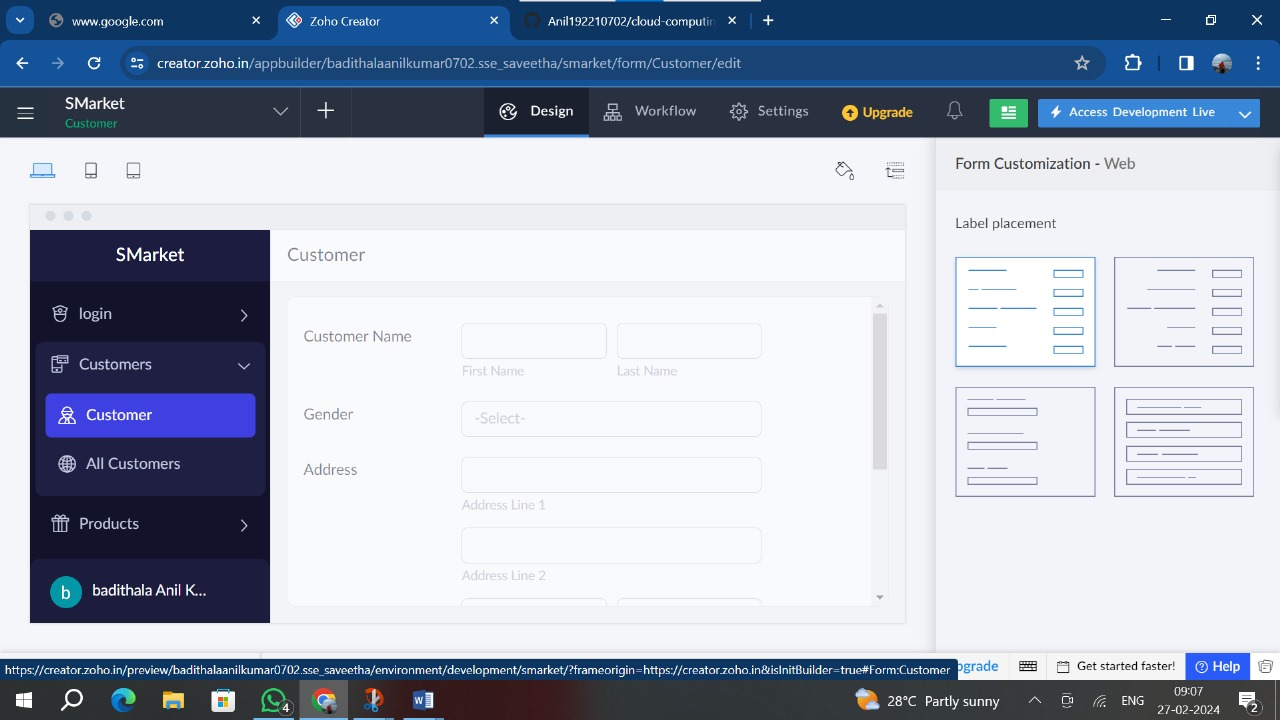 www.google.com
Zoho Creator
Anil192210702/cloud-computin
creator.zoho.in/appbuilder/badithalaanilkumar0702.sse_saveetha/smarket/form/Customer/edit
SMarket
Customer
Design
Workflow
Settings
Upgrade
Access Development Live
Form Customization - Web
Label placement
SMarket
login
Customers
Customer
All Customers
Products
b
badithala Anil K...
Customer
Customer Name
First Name
Last Name
Gender
-Select-
Address
Address Line 1
Address Line 2
https://creator.zoho.in/preview/badithalaanilkumar0702.sse_saveetha/environment/development/smarket/?frameorigin=https://creator.zoho.in&isInitBuilder=true#Form:Customer
pgrade
Get started faster!
Help
4
28°C Partly sunny
ENG
09:07
27-02-2024
2